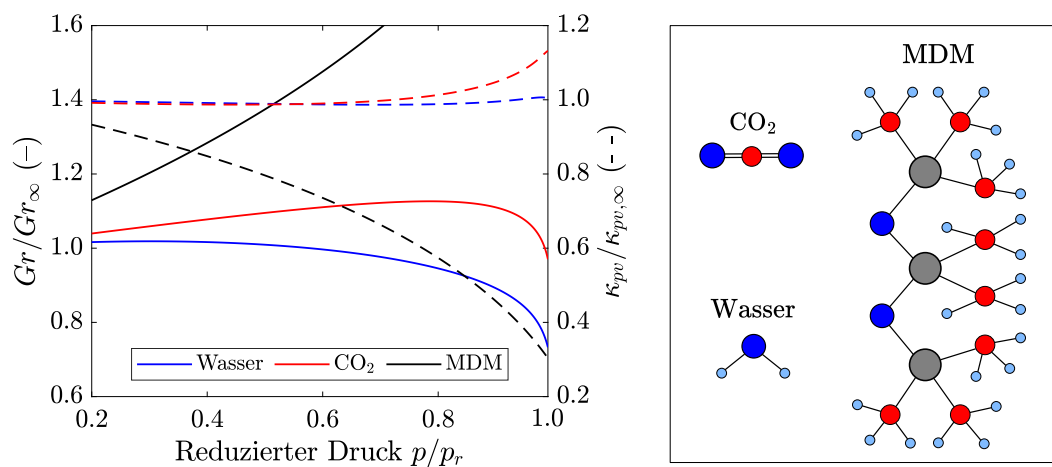 1.6
1.4
1.2
1.0
0.8
0.6
Gr/Gr∞ (–)
1.2
1.0
0.8
0.6
0.4
0.2
κpv/κpv,∞ (- -)
Wasser
CO2
MDM
0.2
0.4
0.6
0.8
1.0
Reduzierter Druck p/pr
MDM
CO2
Wasser